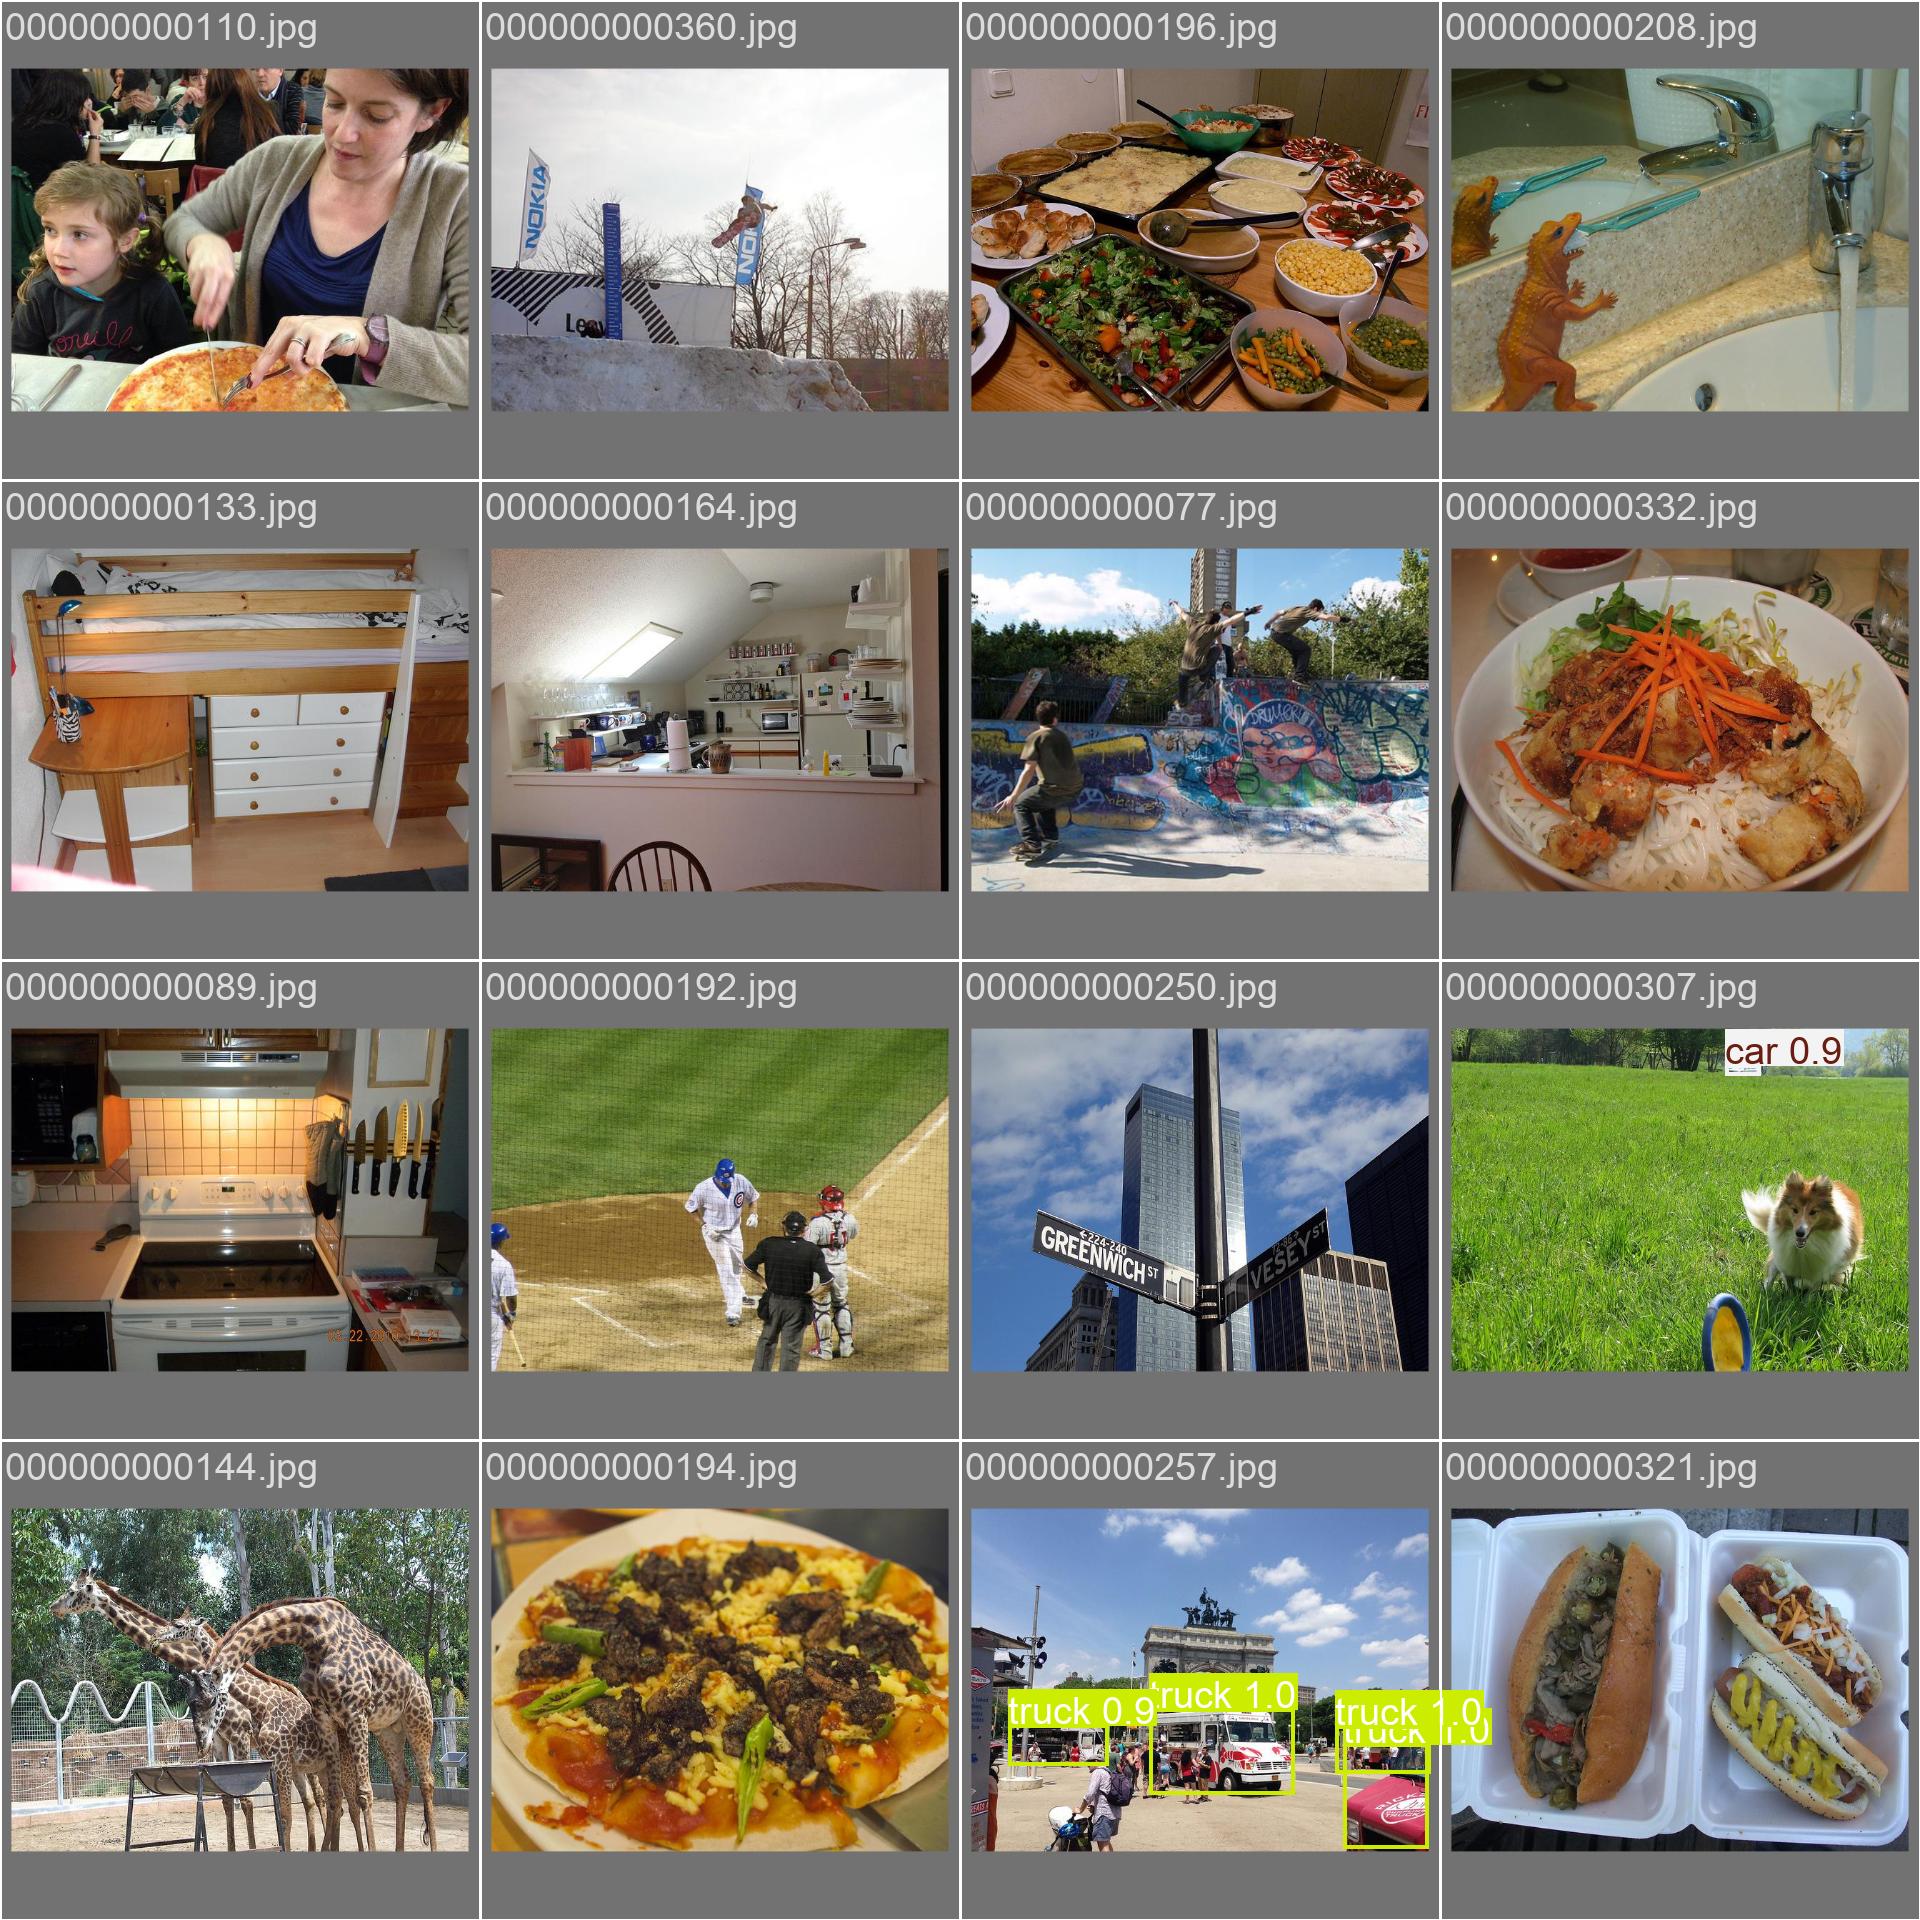 000000000110.jpg
000000000360.jpg
000000000196.jpg
000000000208.jpg
oneill
NOKIA
NOK
000000000133.jpg
000000000164.jpg
000000000077.jpg
000000000332.jpg
000000000089.jpg
000000000192.jpg
000000000250.jpg
000000000307.jpg
car 0.9
224-240
GREENWICH ST
VESEY ST
000000000144.jpg
000000000194.jpg
000000000257.jpg
000000000321.jpg
truck 0.9
truck 1.0
truck 1.0
truck 1.0